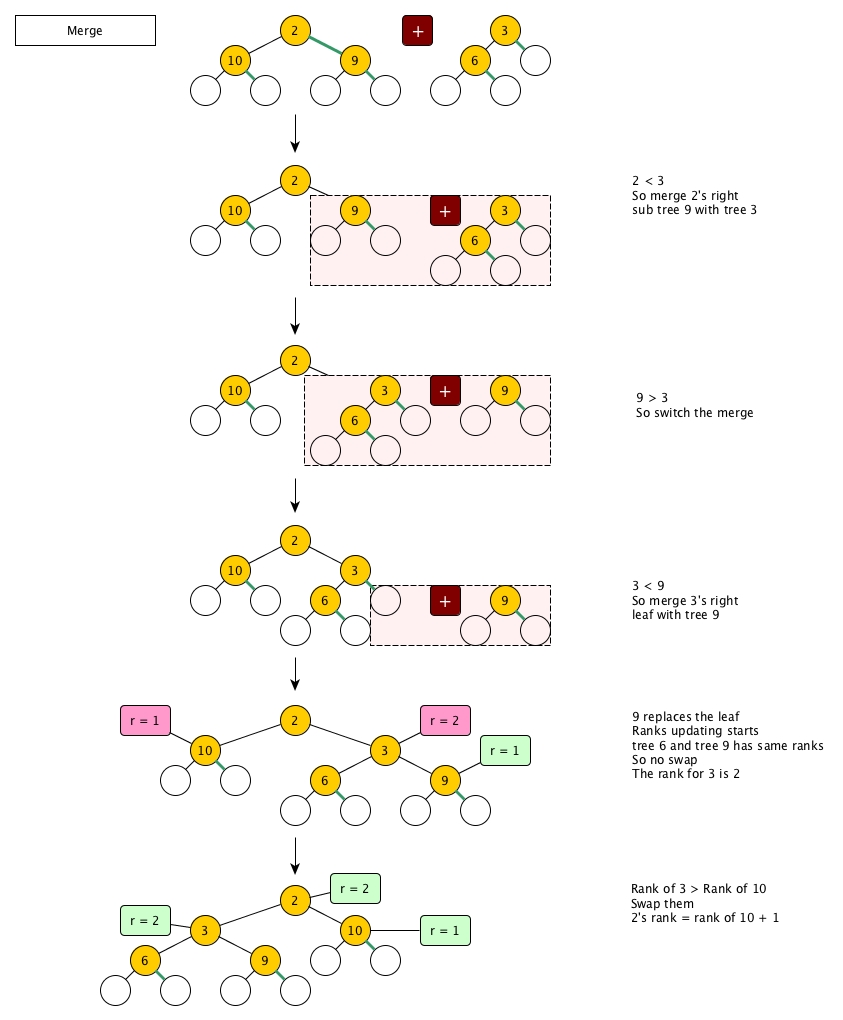 Merge
2 + 3
10 9 6
2
2 < 3
So merge 2's right
sub tree 9 with tree 3
10 9 + 3
6
2
10 3 + 9
6
9 > 3
So switch the merge
2
10 3
6 + 9
3 < 9
So merge 3's right
leaf with tree 9
r = 1 2 r = 2
10 3 r = 1
6 9
9 replaces the leaf
Ranks updating starts
tree 6 and tree 9 has same ranks
So no swap
The rank for 3 is 2
r = 2
2
r = 2 3 10 r = 1
6 9
Rank of 3 > Rank of 10
Swap them
2's rank = rank of 10 + 1